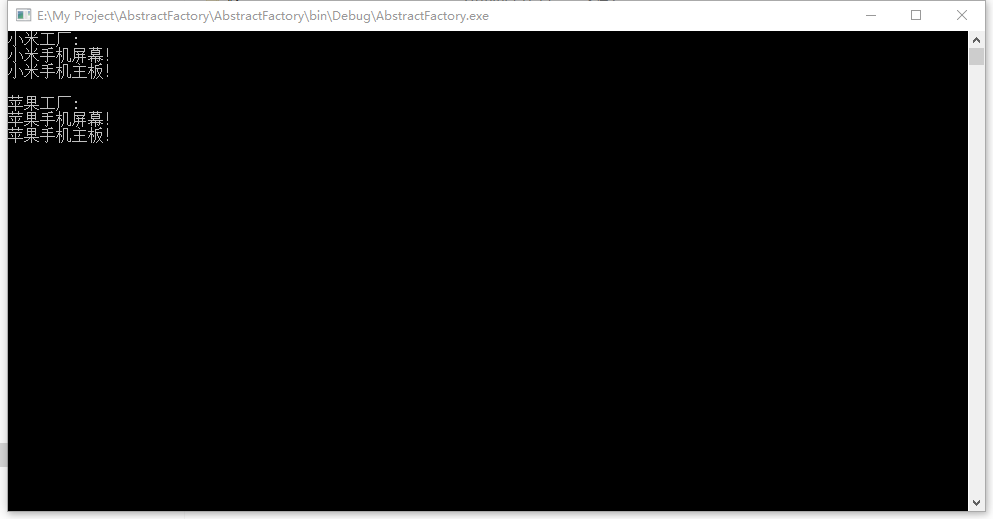 E:\My Project\AbstractFactory\AbstractFactory\bin\Debug\AbstractFactory.exe
小米工厂:
小米手机屏幕!
小米手机主板!
苹果工厂:
苹果手机屏幕!
苹果手机主板!